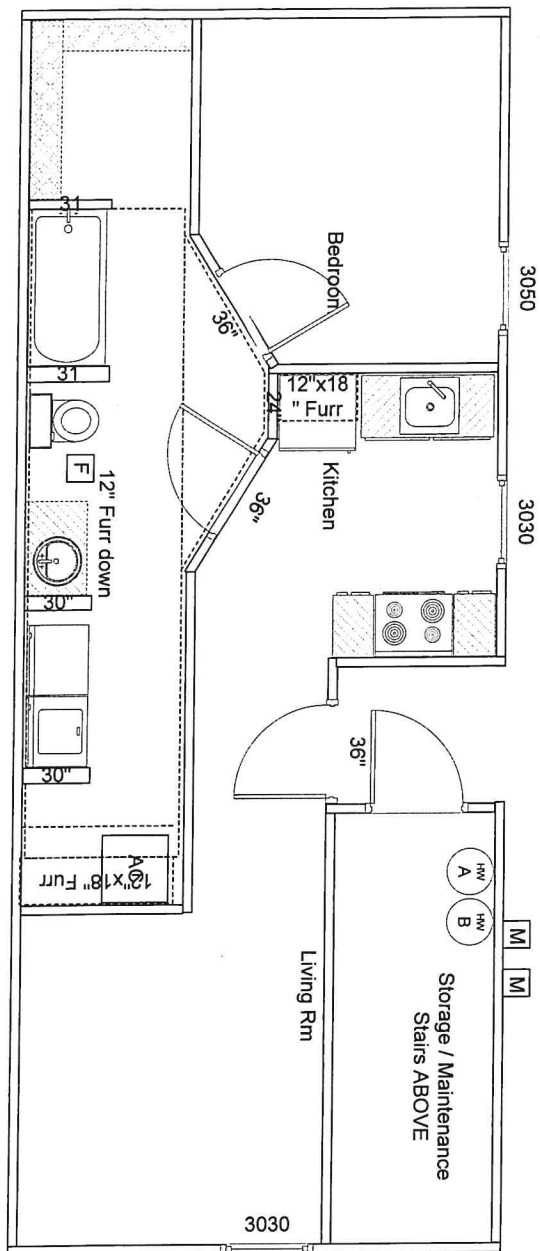 3050
Bedroom
36"
31
31
24
12"x18
" Furr
Kitchen
3030
36"
F
12" Furr down
30"
30"
36"
AC
12"x18" Furr
HW
A
HW
B
M
M
Living Rm
Storage / Maintenance
Stairs ABOVE
3030